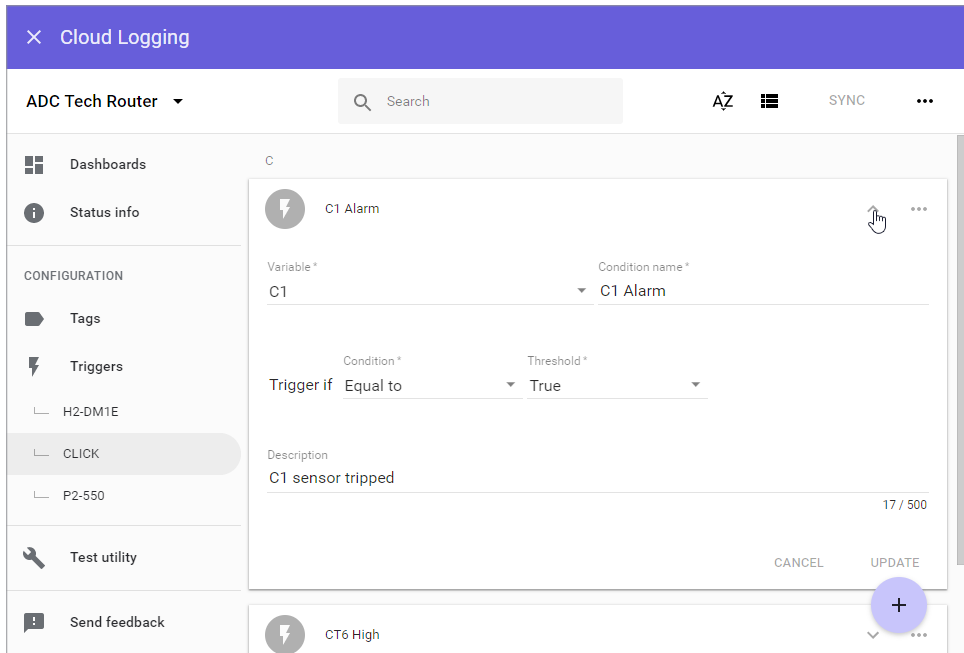 Cloud Logging
ADC Tech Router
Search
AZ
SYNC
Dashboards
Status info
CONFIGURATION
Tags
Triggers
H2-DM1E
CLICK
P2-550
Test utility
Send feedback
C
C1 Alarm
Variable *
C1
Condition name *
C1 Alarm
Trigger if
Condition *
Equal to
Threshold *
True
Description
C1 sensor tripped
17 / 500
CANCEL
UPDATE
CT6 High